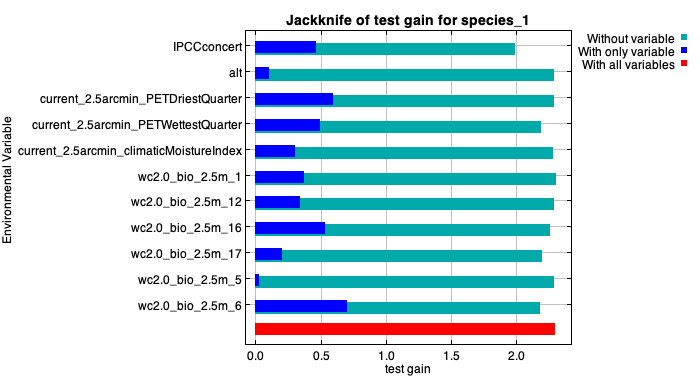 Jackknife of test gain for species_1
Without variable
With only variable
With all variables
Environmental Variable
IPCCconcert
alt
current_2.5arcmin_PETDriestQuarter
current_2.5arcmin_PETWettestQuarter
current_2.5arcmin_climaticMoistureIndex
wc2.0_bio_2.5m_1
wc2.0_bio_2.5m_12
wc2.0_bio_2.5m_16
wc2.0_bio_2.5m_17
wc2.0_bio_2.5m_5
wc2.0_bio_2.5m_6
0.0 0.5 1.0 1.5 2.0
test gain